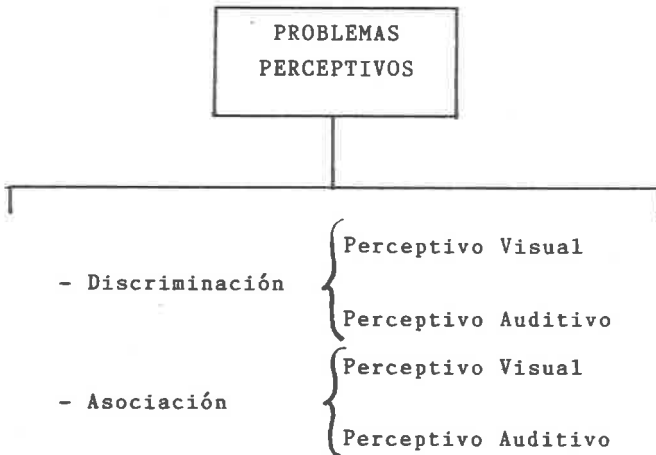 PROBLEMAS
PERCEPTIVOS
Perceptivo Visual
- Discriminación
Perceptivo Auditivo
Perceptivo Visual
- Asociación
Perceptivo Auditivo